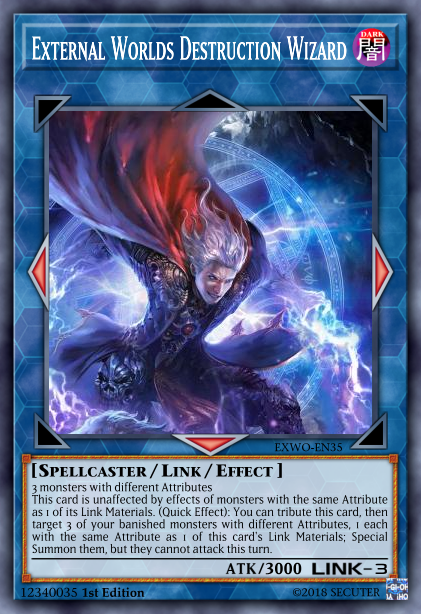 External Worlds Destruction Wizard
DARK
闇
EXWO-EN35
[Spellcaster / Link / Effect ]
3 monsters with different Attributes
This card is unaffected by effects of monsters with the same Attribute
as 1 of its Link Materials. (Quick Effect): You can tribute this card, then
target 3 of your banished monsters with different Attributes, 1 each
with the same Attribute as 1 of this card's Link Materials; Special
Summon them, but they cannot attack this turn.
ATK/3000 LINK-3
12340035 1st Edition
©2018 SECUTER